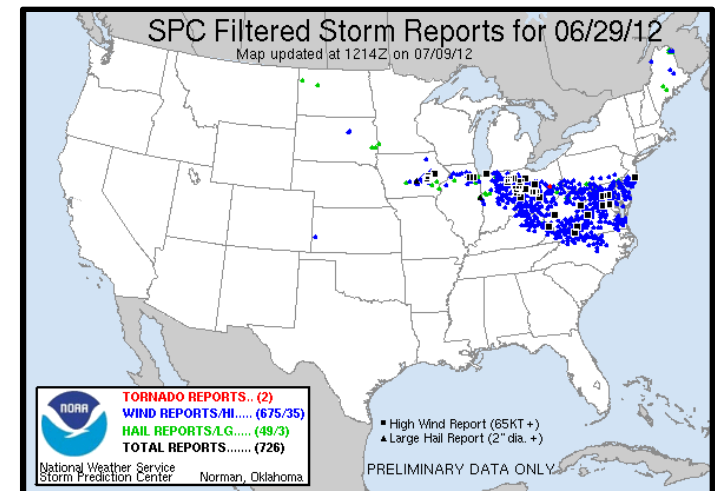 SPC Filtered Storm Reports for 06/29/12
Map updated at 1214Z on 07/09/12
NOAA
TORNADO REPORTS.. (2)
WIND REPORTS/HI..... (675/35)
HAIL REPORTS/LG..... (49/3)
TOTAL REPORTS....... (726)
National Weather Service
Storm Prediction Center Norman, Oklahoma
High Wind Report (65KT +)
Large Hail Report (2" dia. +)
PRELIMINARY DATA ONLY